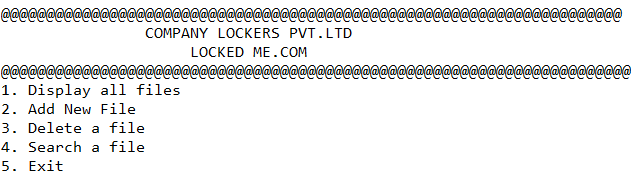 @@@@@@@@@@@@@@@@@@@@@@@@@@@@@@@@@@@@@@@@@@@@@@@@@@@@@@@@@@@@@@@@@@@@@
COMPANY LOCKERS PVT.LTD
LOCKED ME.COM
@@@@@@@@@@@@@@@@@@@@@@@@@@@@@@@@@@@@@@@@@@@@@@@@@@@@@@@@@@@@@@@@@@@@@@
1. Display all files
2. Add New File
3. Delete a file
4. Search a file
5. Exit